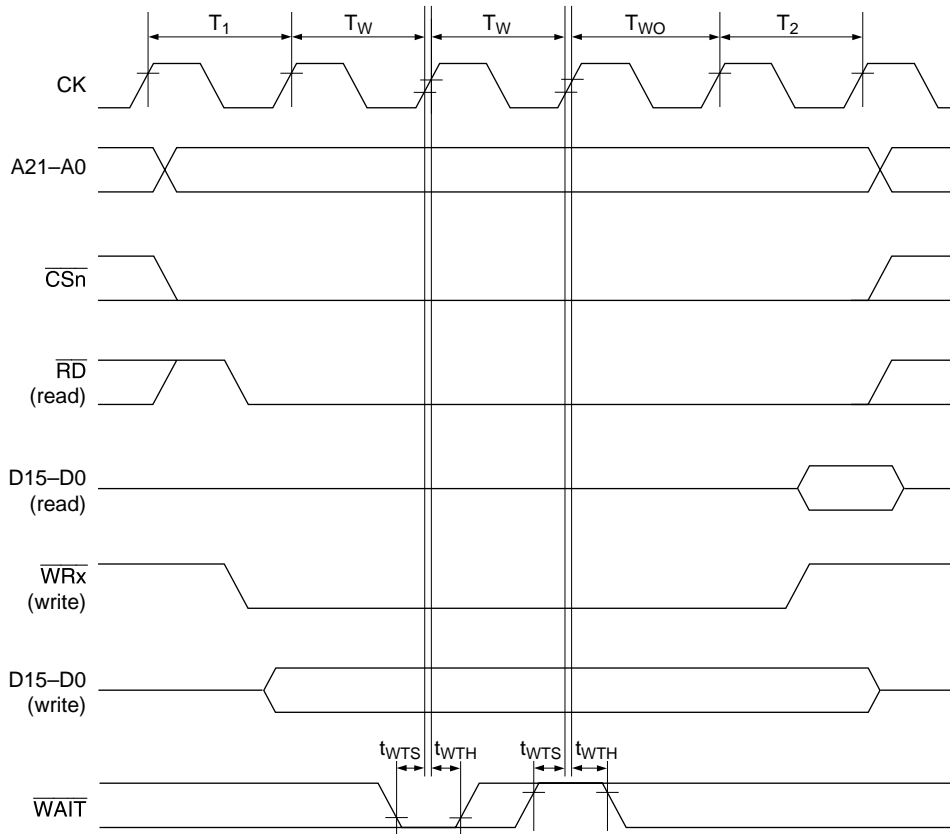 T1 TW TW TWO T2
CK
A21–A0
CSn
RD
(read)
D15–D0
(read)
WRx
(write)
D15–D0
(write)
tWTS tWTH tWTS tWTH
WAIT